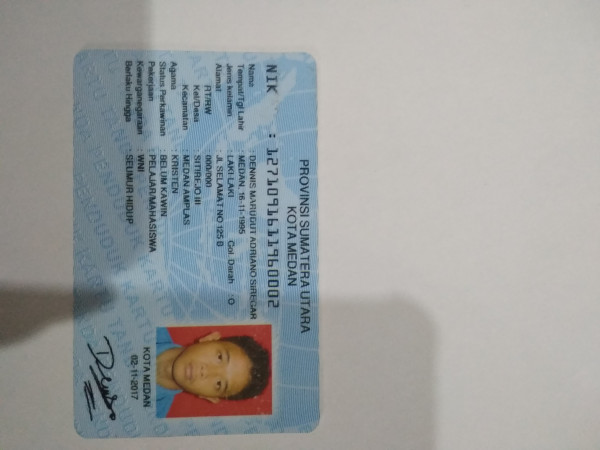 PROVINSI SUMATERA UTARA
KOTA MEDAN
NIK : 1271091611960002
Nama : DENNIS MARUDUT ADRIANO SIREGAR
Tempat/Tgl Lahir : MEDAN, 16-11-1995
Jenis kelamin : LAKI-LAKI Gol. Darah : O
Alamat : JL SELAMAT NO 125 B
RT/RW : 000/000
Kel/Desa : SITIREJO III
Kecamatan : MEDAN AMPLAS
Agama : KRISTEN
Status Perkawinan : BELUM KAWIN
Pekerjaan : PELAJAR/MAHASISWA
Kewarganegaraan : WNI
Berlaku Hingga : SEUMUR HIDUP
KOTA MEDAN
02-11-2017